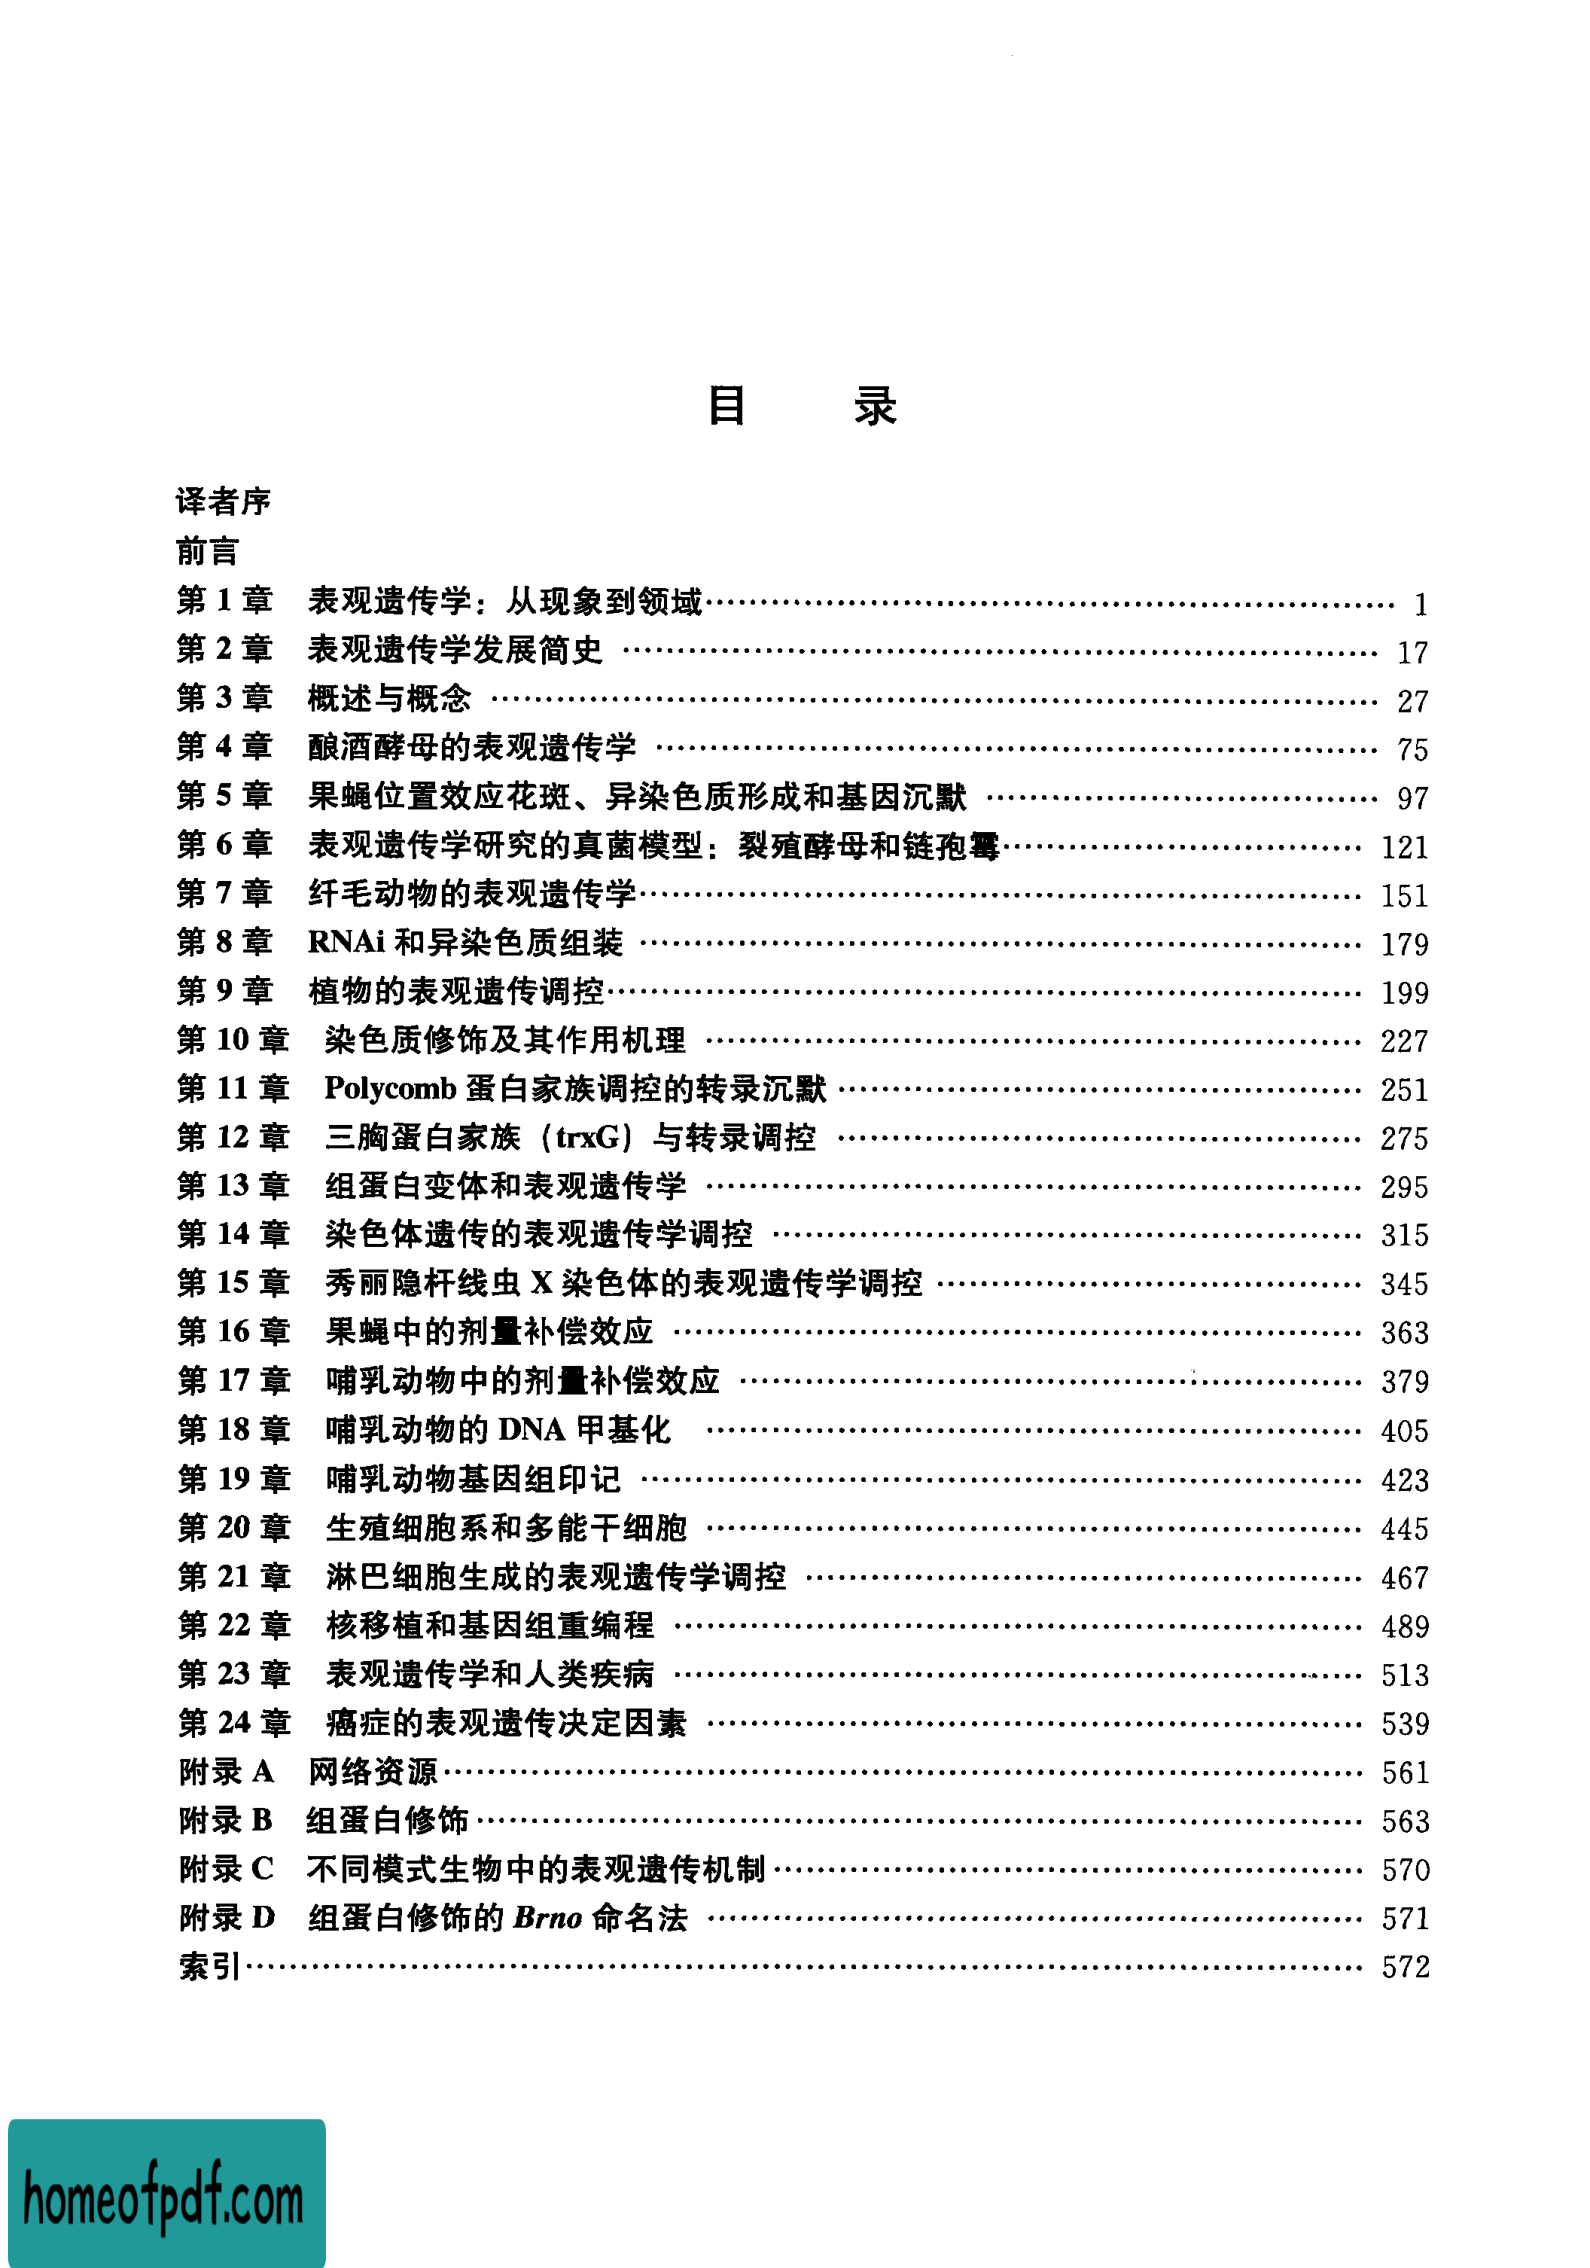 目 录
译者序
前言
第 1 章 表观遗传学：从现象到领域 1
第 2 章 表观遗传学发展简史 17
第 3 章 概述与概念 27
第 4 章 酿酒酵母的表观遗传学 75
第 5 章 果蝇位置效应花斑、异染色质形成和基因沉默 97
第 6 章 表观遗传学研究的真菌模型：裂殖酵母和链孢霉 121
第 7 章 纤毛动物的表观遗传学 151
第 8 章 RNAi 和异染色质组装 179
第 9 章 植物的表观遗传调控 199
第 10 章 染色质修饰及其作用机理 227
第 11 章 Polycomb 蛋白家族调控的转录沉默 251
第 12 章 三胸蛋白家族（trxG）与转录调控 275
第 13 章 组蛋白变体和表观遗传学 295
第 14 章 染色体遗传的表观遗传学调控 315
第 15 章 秀丽隐杆线虫 X 染色体的表观遗传学调控 345
第 16 章 果蝇中的剂量补偿效应 363
第 17 章 哺乳动物中的剂量补偿效应 379
第 18 章 哺乳动物的 DNA 甲基化 405
第 19 章 哺乳动物基因组印记 423
第 20 章 生殖细胞系和多能干细胞 445
第 21 章 淋巴细胞生成的表观遗传学调控 467
第 22 章 核移植和基因组重编程 489
第 23 章 表观遗传学和人类疾病 513
第 24 章 癌症的表观遗传决定因素 539
附录 A 网络资源 561
附录 B 组蛋白修饰 563
附录 C 不同模式生物中的表观遗传机制 570
附录 D 组蛋白修饰的 Brno 命名法 571
索引 572
homeofpdf.com